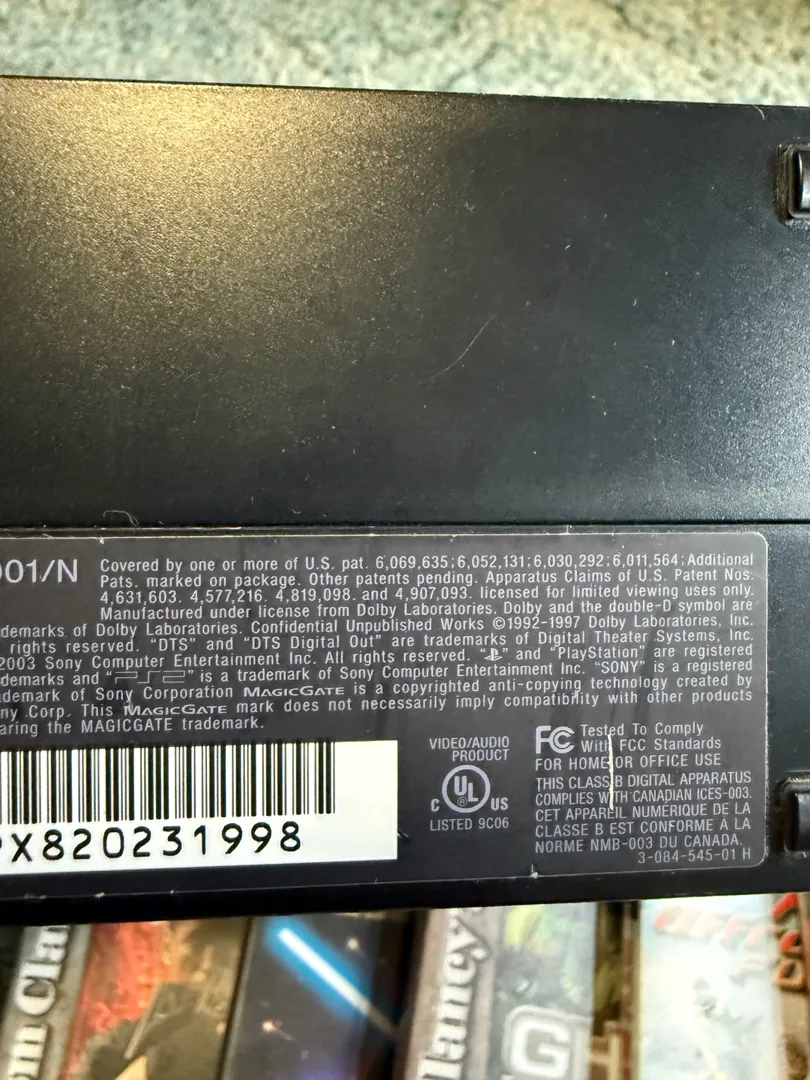 001/N
Covered by one or more of U.S. pat. 6,069,635;6,052,131;6,030,292;6,011,564;Additional
Pats. marked on package. Other patents pending. Apparatus Claims of U.S. Patent Nos.
4,631,603. 4,577,216. 4,819,098. and 4,907,093. licensed for limited viewing uses only.
Manufactured under license from Dolby Laboratories. Dolby and the double-D symbol are
demarks of Dolby Laboratories. Confidential Unpublished Works ©1992-1997 Dolby Laboratories, Inc.
rights reserved. “DTS” and “DTS Digital Out” are trademarks of Digital Theater Systems, Inc.
2003 Sony Computer Entertainment Inc. All rights reserved. “ ” and “PlayStation” are registered
demarks and “PS2” is a trademark of Sony Computer Entertainment Inc. “SONY” is a registered
demark of Sony Corporation MAGICGATE is a copyrighted anti-copying technology created by
ny Corp. This MAGICGATE mark does not necessarily imply compatibility with other products
aring the MAGICGATE trademark.
PX820231998
VIDEO/AUDIO
PRODUCT
C UL ® US
LISTED 9C06
FC Tested To Comply
With FCC Standards
FOR HOME OR OFFICE USE
THIS CLASS B DIGITAL APPARATUS
COMPLIES WITH CANADIAN ICES-003.
CET APPAREIL NUMÉRIQUE DE LA
CLASSE B EST CONFORME A LA
NORME NMB-003 DU CANADA.
3-084-545-01 H
om Clan
lancy
G